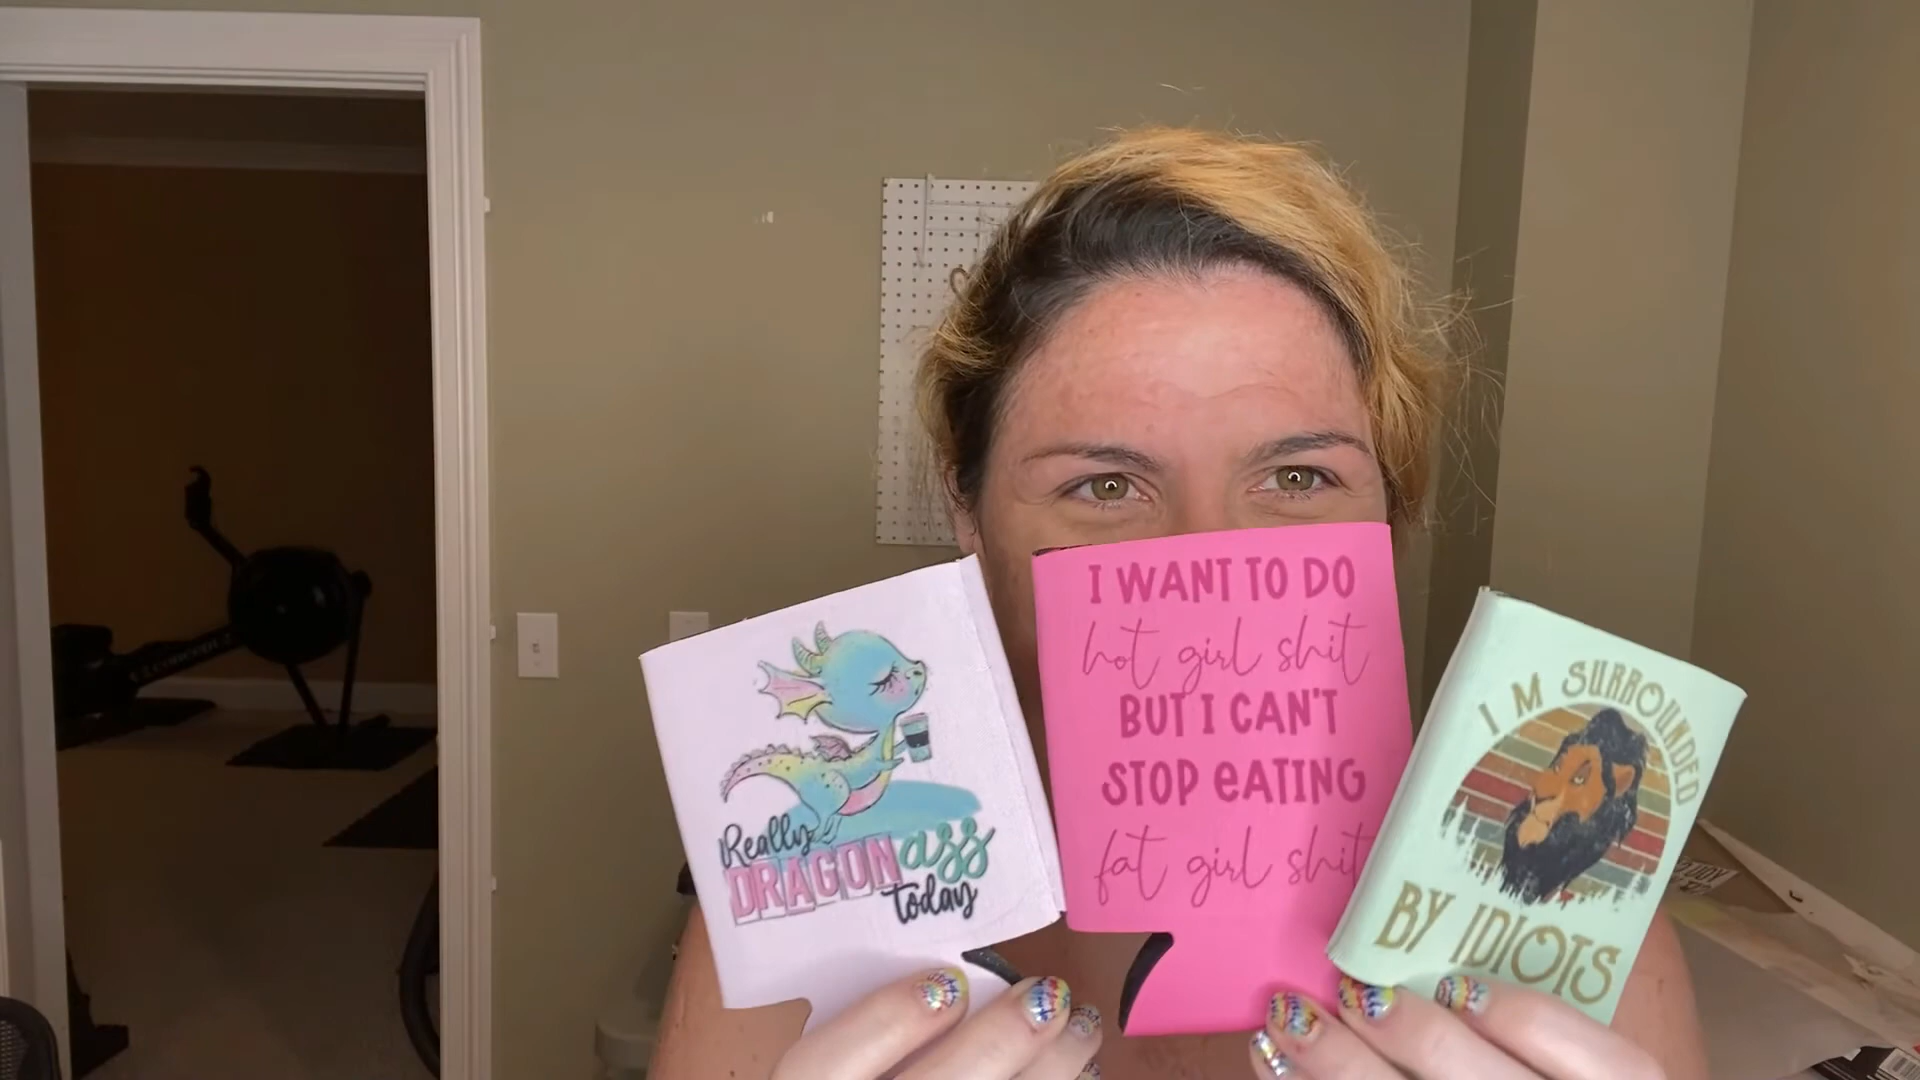 Really
DRAGON ass
today
I WANT TO DO
hot girl shit
BUT I CAN'T
STOP eATING
fat girl shit
I M SURROUNDED
BY IDIOTS
concept2